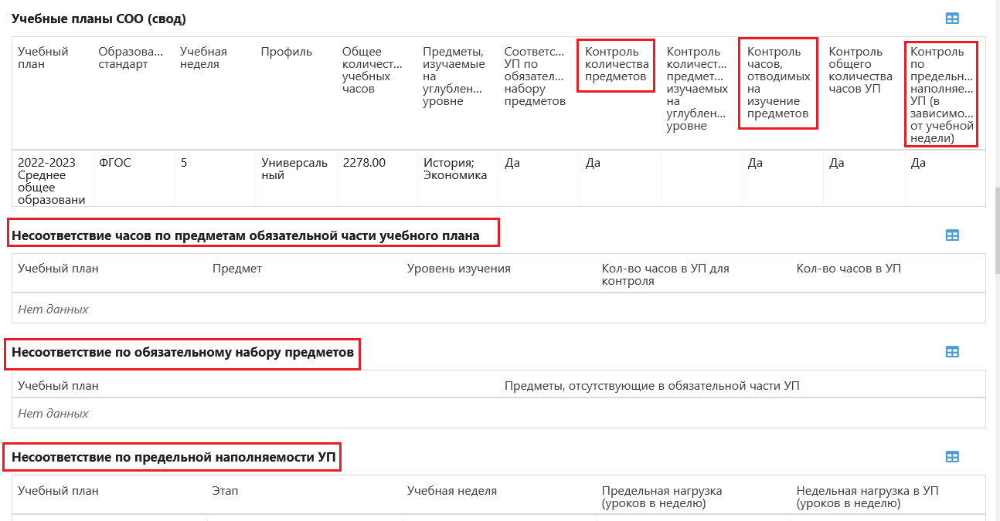 Учебные планы СОО (свод)
Учебный
план
Образова...
стандарт
Учебная
неделя
Профиль
Общее
количест...
учебных
часов
Предметы,
изучаемые
на
углублен...
уровне
Соответс...
УП по
обязател...
набору
предметов
Контроль
количества
предметов
Контроль
количест...
предмет...
изучаемых
на
углублен...
уровне
Контроль
часов,
отводимых
на
изучение
предметов
Контроль
общего
количества
часов УП
Контроль
по
предельн...
наполняе...
УП (в
зависимо...
от учебной
недели)
2022-2023
Среднее
общее
образовани
ФГОС
5
Универсаль
ный
2278.00
История;
Экономика
Да
Да
Да
Да
Да
Несоответствие часов по предметам обязательной части учебного плана
Учебный план
Предмет
Уровень изучения
Кол-во часов в УП для
контроля
Кол-во часов в УП
Нет данных
Несоответствие по обязательному набору предметов
Учебный план
Предметы, отсутствующие в обязательной части УП
Нет данных
Несоответствие по предельной наполняемости УП
Учебный план
Этап
Учебная неделя
Предельная нагрузка
(уроков в неделю)
Недельная нагрузка в УП
(уроков в неделю)